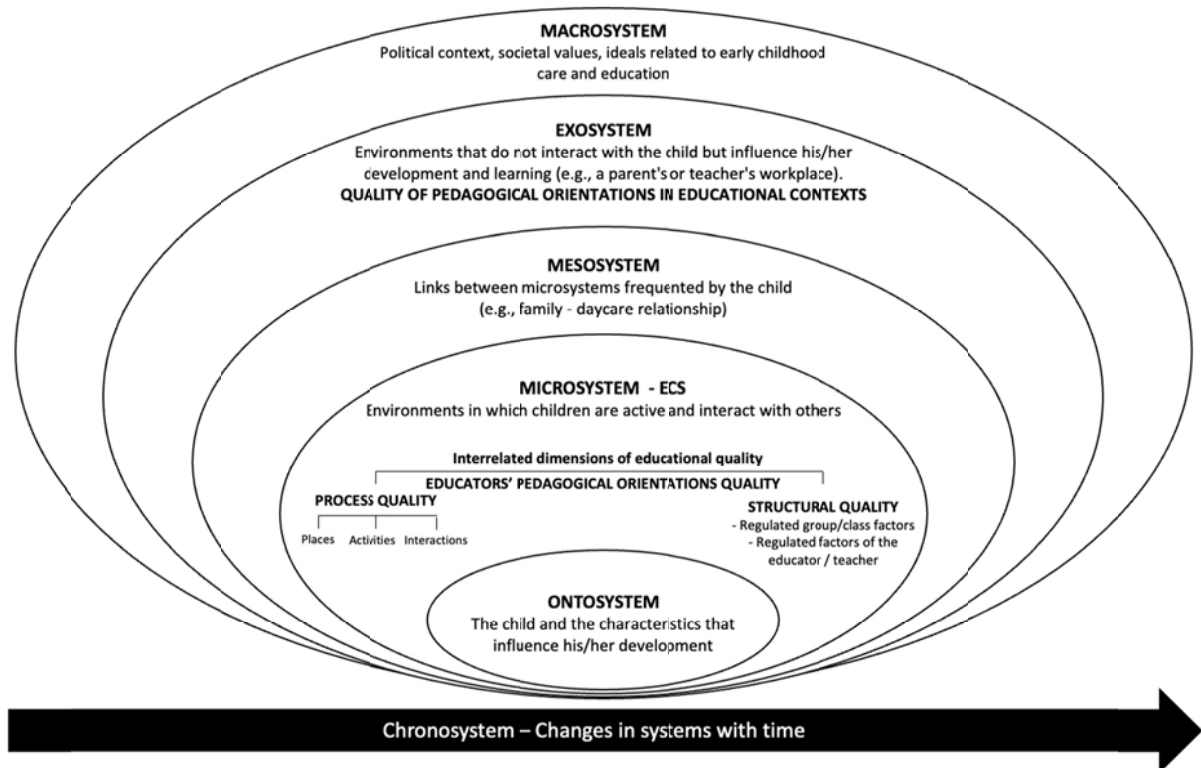 MACROSYSTEM
Political context, societal values, ideals related to early childhood
care and education
EXOSYSTEM
Environments that do not interact with the child but influence his/her
development and learning (e.g., a parent's or teacher's workplace).
QUALITY OF PEDAGOGICAL ORIENTATIONS IN EDUCATIONAL CONTEXTS
MESOSYSTEM
Links between microsystems frequented by the child
(e.g., family - daycare relationship)
MICROSYSTEM - ECS
Environments in which children are active and interact with others
Interrelated dimensions of educational quality
EDUCATORS' PEDAGOGICAL ORIENTATIONS QUALITY
PROCESS QUALITY
Places Activities Interactions
STRUCTURAL QUALITY
- Regulated group/class factors
- Regulated factors of the
educator / teacher
ONTOSYSTEM
The child and the characteristics that
influence his/her development
Chronosystem – Changes in systems with time